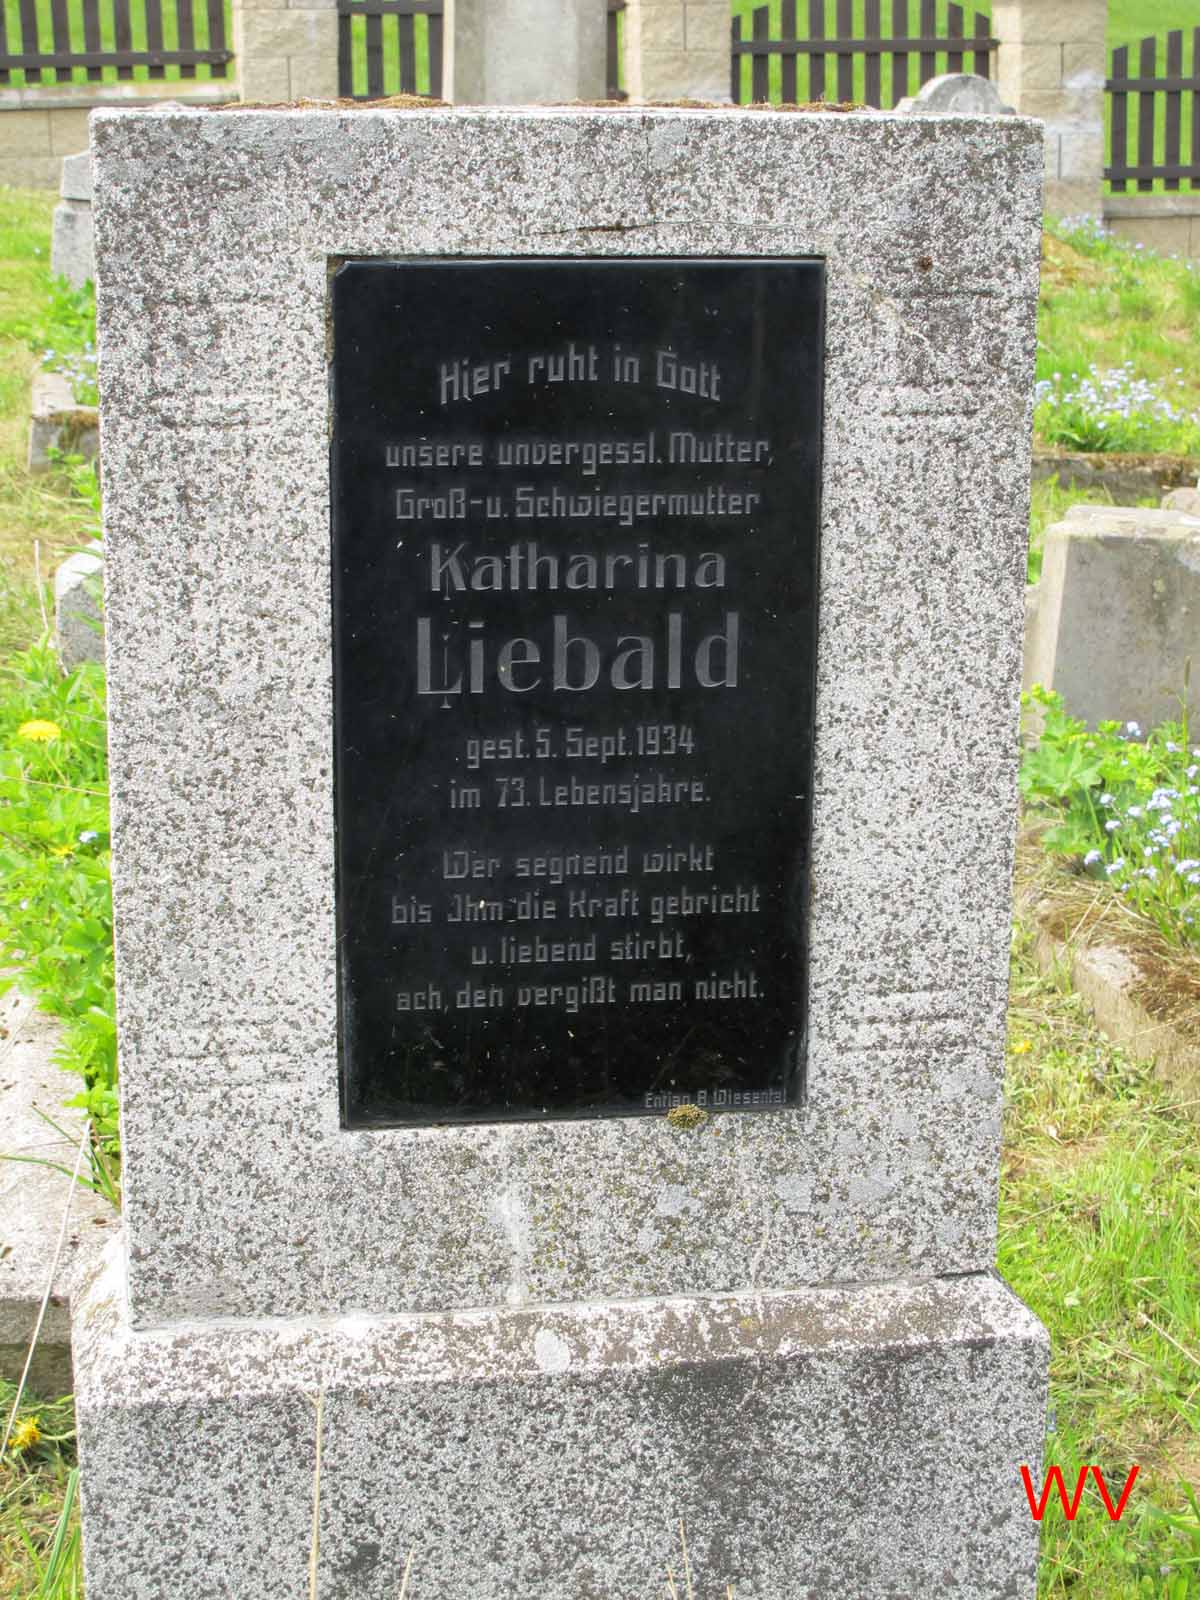 Hier ruht in Gott
unsere unvergessl. Mutter,
Groß-u. Schwiegermutter
Katharina
Liebald
gest. 5. Sept. 1934
im 73. Lebensjahre.
Wer segnend wirkt
bis Ihm die Kraft gebricht
u. liebend stirbt,
ach, den vergißt man nicht.
B. Wiesental
WV